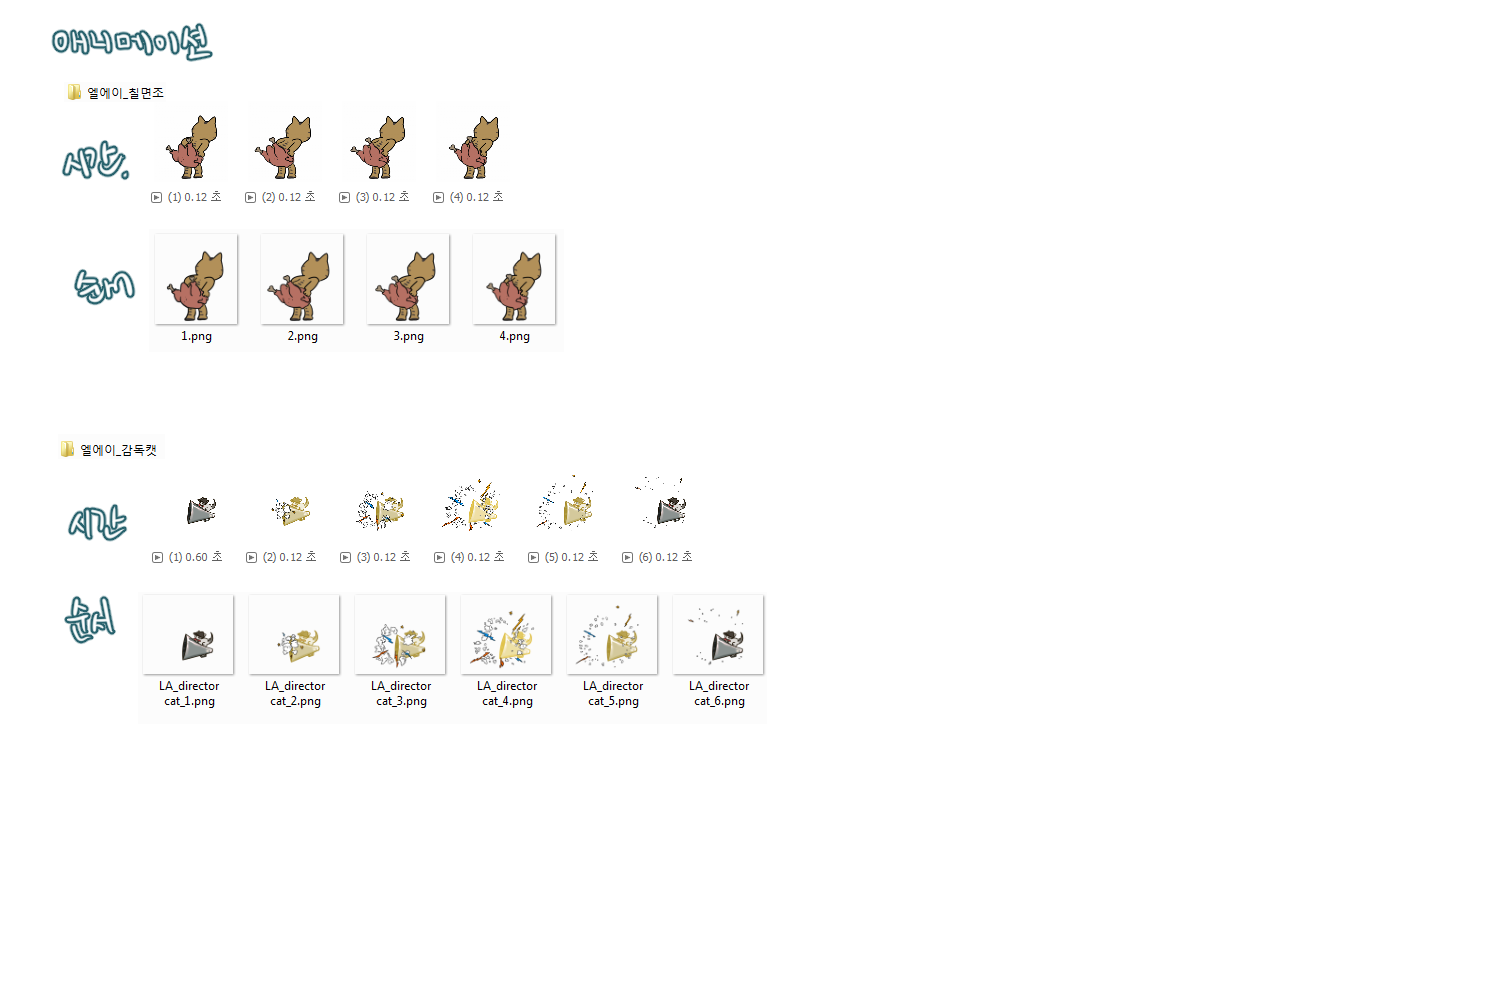 애니메이션
엘에이_칠면조
시간.
(1) 0.12 초 (2) 0.12 초 (3) 0.12 초 (4) 0.12 초
순서
1.png 2.png 3.png 4.png
엘에이_감독캣
시간
(1) 0.60 초 (2) 0.12 초 (3) 0.12 초 (4) 0.12 초 (5) 0.12 초 (6) 0.12 초
순서
LA_director LA_director LA_director LA_director LA_director LA_director
cat_1.png cat_2.png cat_3.png cat_4.png cat_5.png cat_6.png